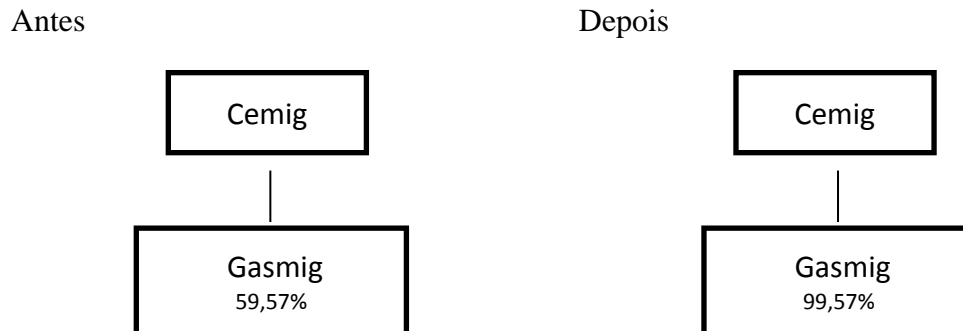 Antes
Depois
Cemig
Cemig
Gasmig
59,57%
Gasmig
99,57%